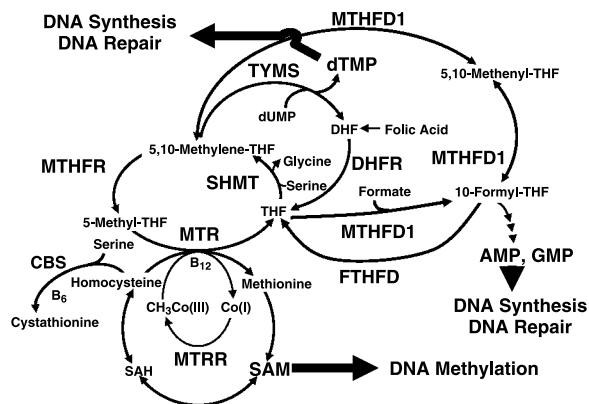 DNA Synthesis
DNA Repair
MTHFD1
dTMP
5,10-Methenyl-THF
TYMS
dUMP
DHF
Folic Acid
5,10-Methylene-THF
Glycine
DHFR
MTHFD1
MTHFR
SHMT
Serine
Formate
10-Formyl-THF
5-Methyl-THF
THF
MTHFD1
Serine
MTR
AMP, GMP
CBS
B12
FTHFD
B6
Homocysteine
Methionine
DNA Synthesis
DNA Repair
Cystathionine
CH3Co(III)
Co(I)
MTRR
SAH
SAM
DNA Methylation